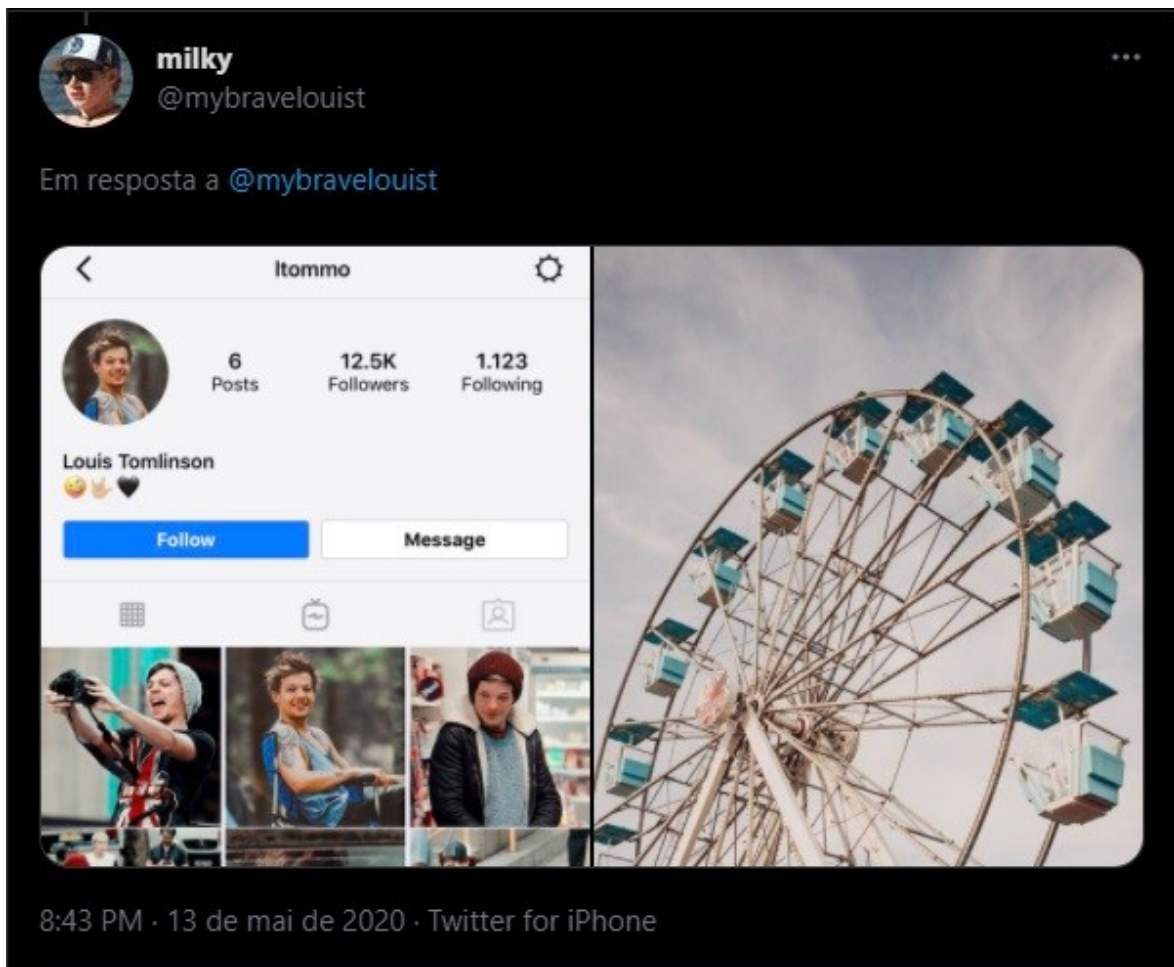 milky
@mybravelouist
Em resposta a @mybravelouist
ltommo
6 12.5K 1.123
Posts Followers Following
Louis Tomlinson
🤪🤟🏼🖤
Follow Message
8:43 PM · 13 de mai de 2020 · Twitter for iPhone